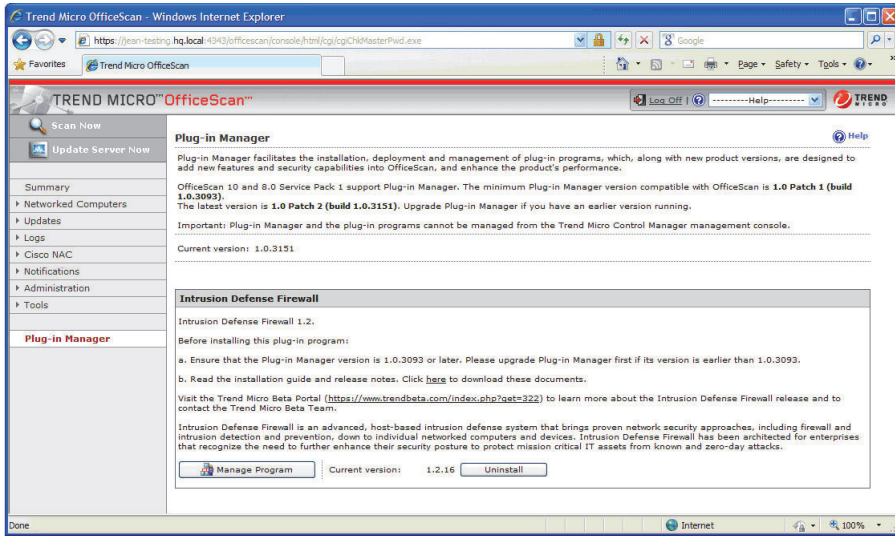 Trend Micro OfficeScan - Windows Internet Explorer
https://jean-testing.hq.local:4343/officescan/console/html/cgi/cgiChkMasterPwd.exe
Google
Favorites
Trend Micro OfficeScan
Page
Safety
Tools
TREND MICRO™ OfficeScan™
Log Off
---------Help---------
TREND MICRO
Scan Now
Update Server Now
Summary
Networked Computers
Updates
Logs
Cisco NAC
Notifications
Administration
Tools
Plug-in Manager
Plug-in Manager
Help
Plug-in Manager facilitates the installation, deployment and management of plug-in programs, which, along with new product versions, are designed to
add new features and security capabilities into OfficeScan, and enhance the product's performance.
OfficeScan 10 and 8.0 Service Pack 1 support Plug-in Manager. The minimum Plug-in Manager version compatible with OfficeScan is 1.0 Patch 1 (build
1.0.3093).
The latest version is 1.0 Patch 2 (build 1.0.3151). Upgrade Plug-in Manager if you have an earlier version running.
Important: Plug-in Manager and the plug-in programs cannot be managed from the Trend Micro Control Manager management console.
Current version: 1.0.3151
Intrusion Defense Firewall
Intrusion Defense Firewall 1.2.
Before installing this plug-in program:
a. Ensure that the Plug-in Manager version is 1.0.3093 or later. Please upgrade Plug-in Manager first if its version is earlier than 1.0.3093.
b. Read the installation guide and release notes. Click here to download these documents.
Visit the Trend Micro Beta Portal (https://www.trendbeta.com/index.php?get=322) to learn more about the Intrusion Defense Firewall release and to
contact the Trend Micro Beta Team.
Intrusion Defense Firewall is an advanced, host-based intrusion defense system that brings proven network security approaches, including firewall and
intrusion detection and prevention, down to individual networked computers and devices. Intrusion Defense Firewall has been architected for enterprises
that recognize the need to further enhance their security posture to protect mission critical IT assets from known and zero-day attacks.
Manage Program
Current version: 1.2.16
Uninstall
Done
Internet
100%